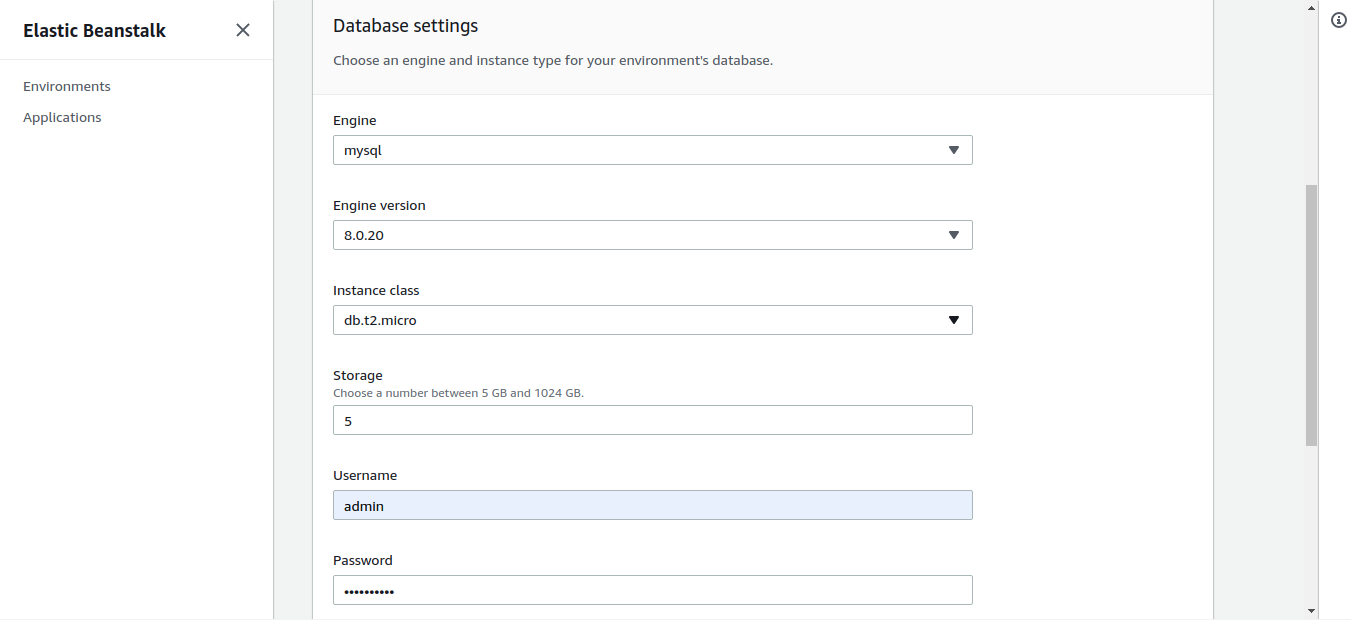 Elastic Beanstalk
Environments
Applications
Database settings
Choose an engine and instance type for your environment's database.
Engine
mysql
Engine version
8.0.20
Instance class
db.t2.micro
Storage
Choose a number between 5 GB and 1024 GB.
5
Username
admin
Password
••••••••••